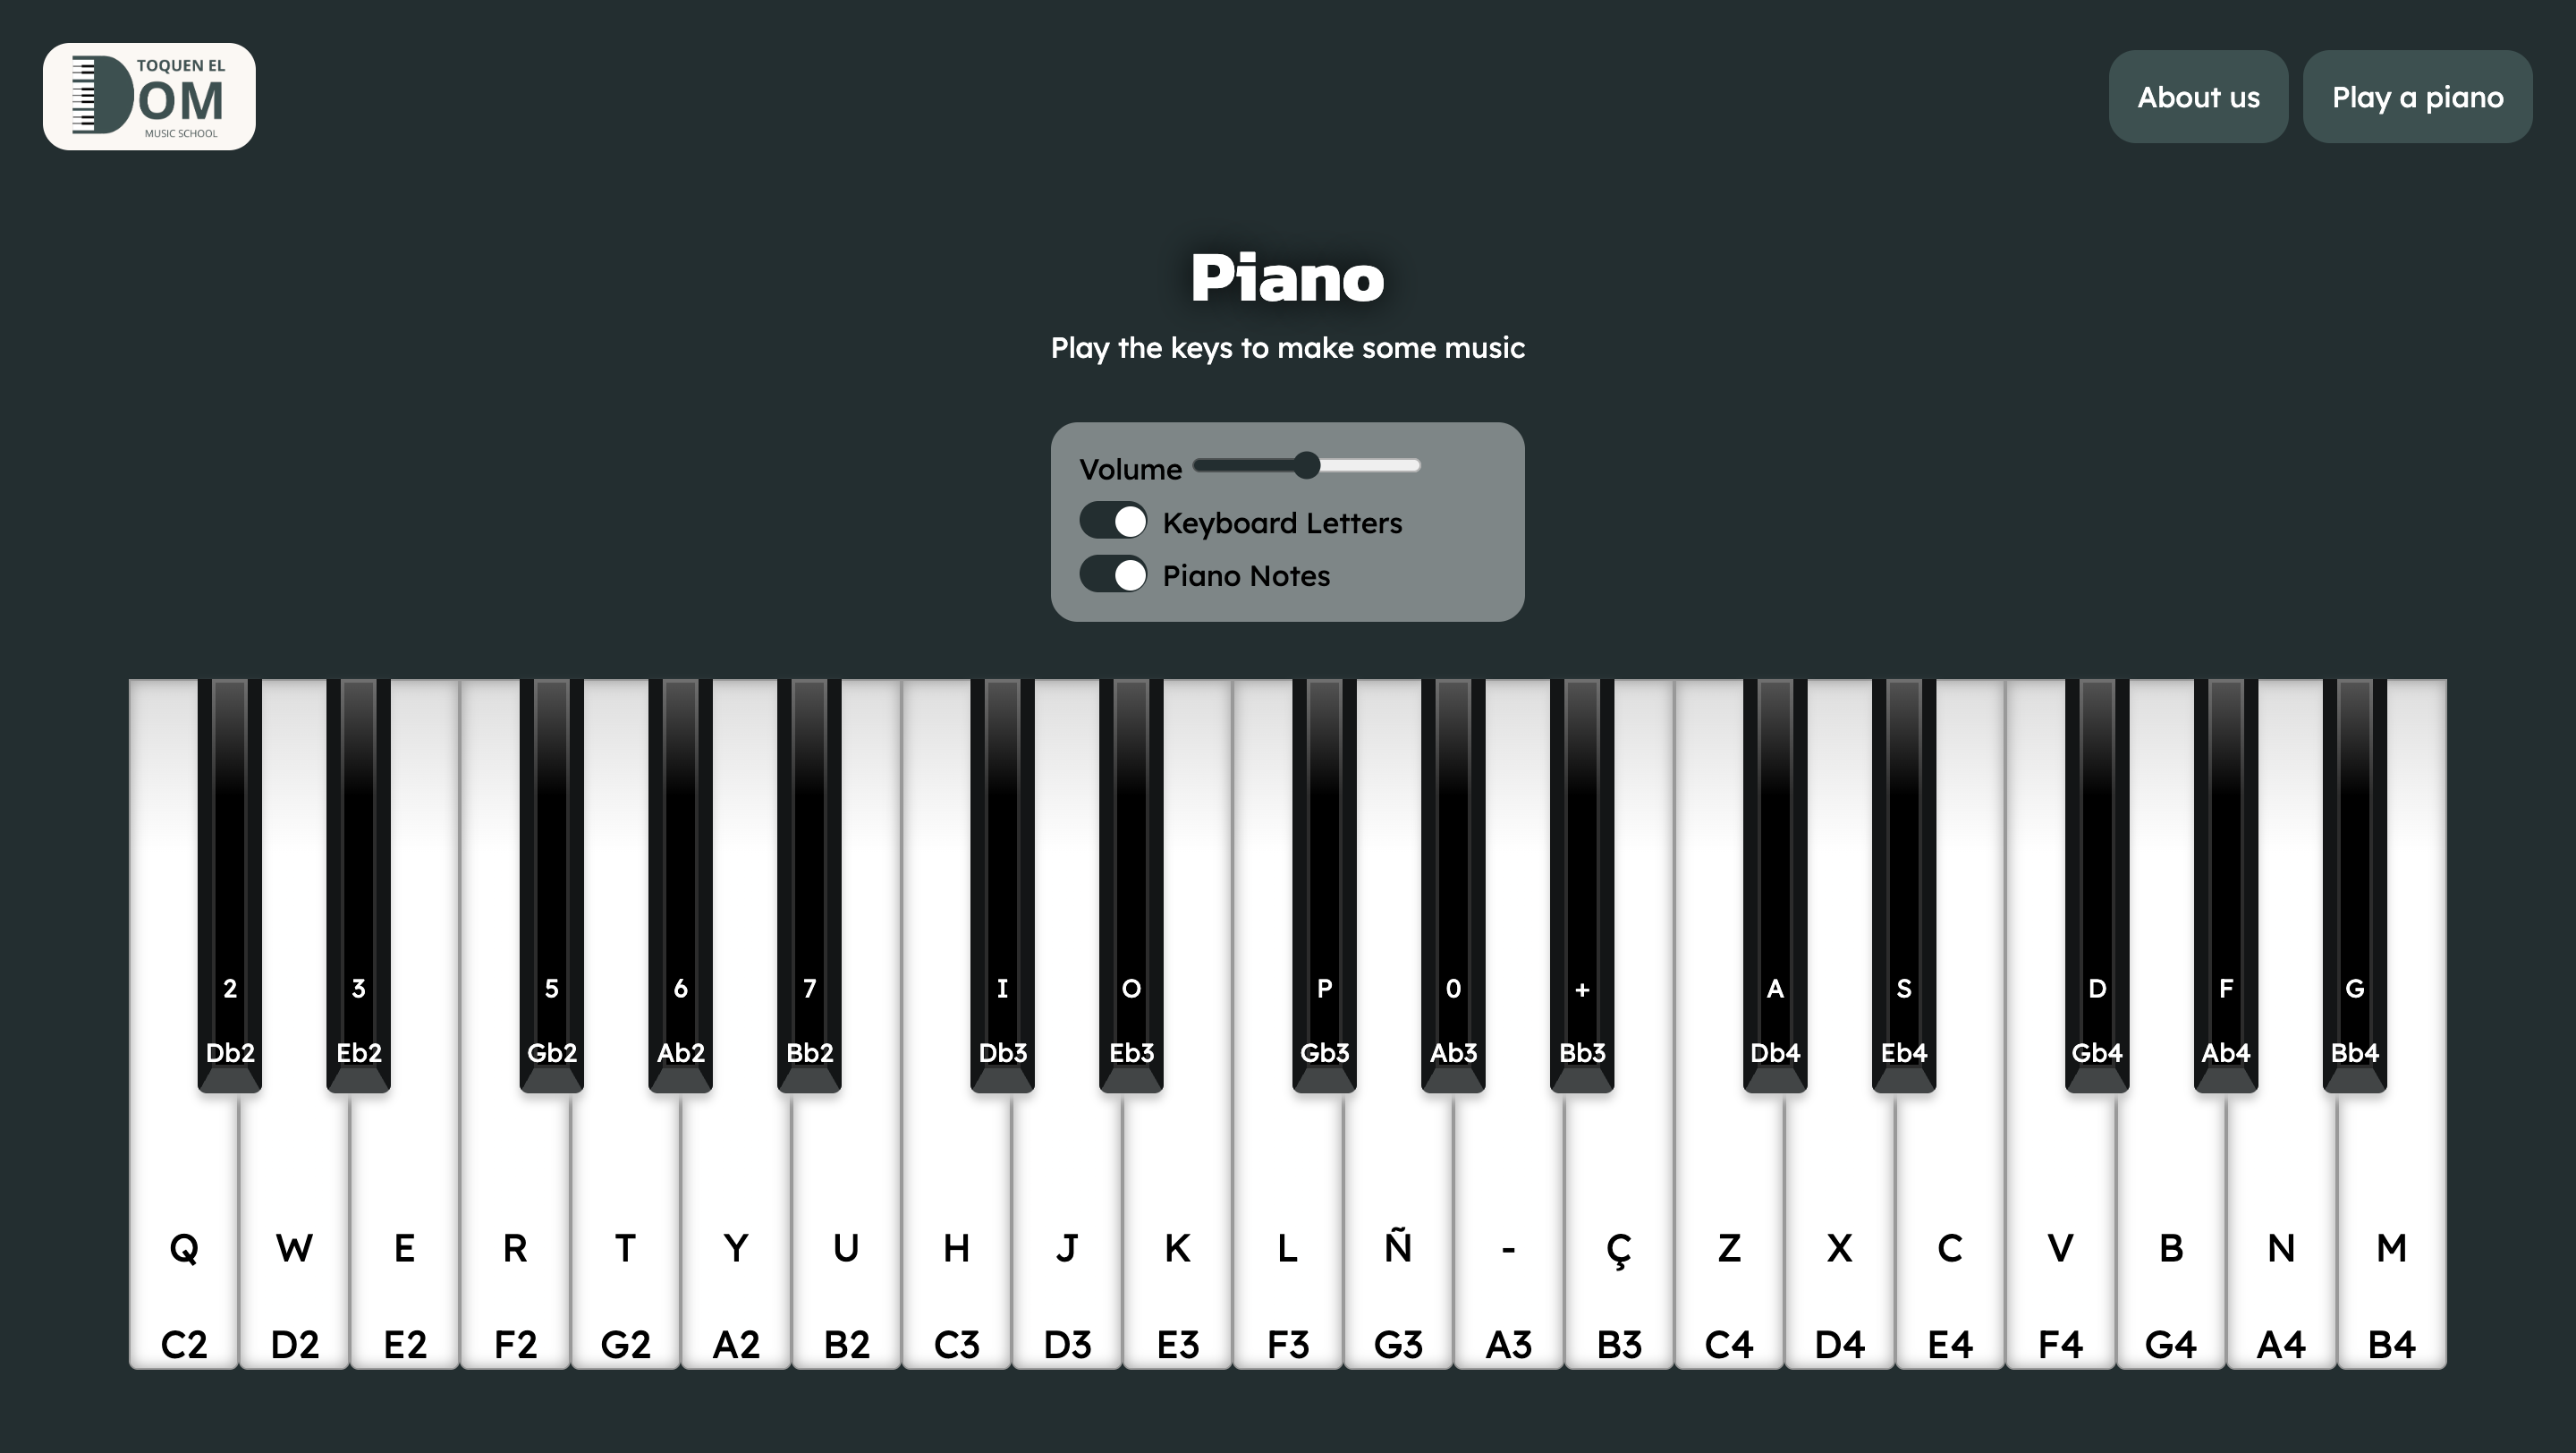 TOQUEN EL
DOM
MUSIC SCHOOL
About us
Play a piano
Piano
Play the keys to make some music
Volume
Keyboard Letters
Piano Notes
2 3 5 6 7 I O P 0 + A S D F G
Db2 Eb2 Gb2 Ab2 Bb2 Db3 Eb3 Gb3 Ab3 Bb3 Db4 Eb4 Gb4 Ab4 Bb4
Q W E R T Y U H J K L Ñ - Ç Z X C V B N M
C2 D2 E2 F2 G2 A2 B2 C3 D3 E3 F3 G3 A3 B3 C4 D4 E4 F4 G4 A4 B4